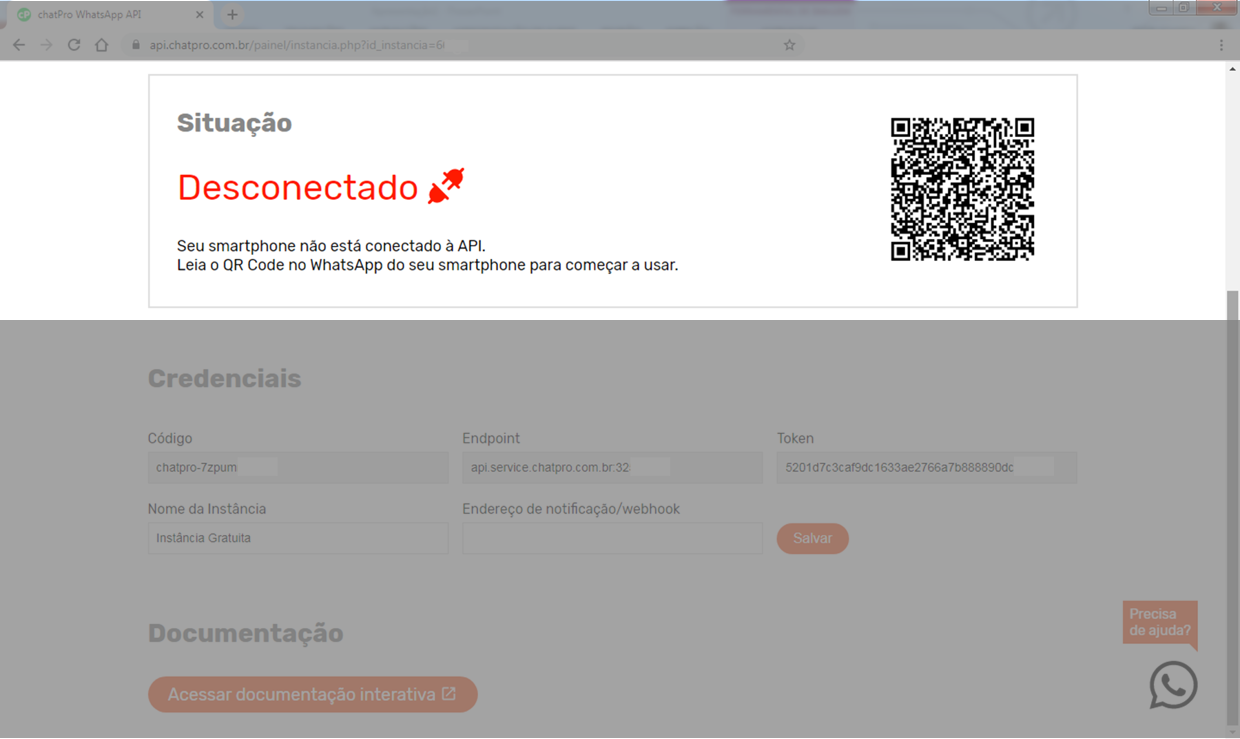 chatPro WhatsApp API
api.chatpro.com.br/painel/instancia.php?id_instancia=6
Situação
Desconectado
Seu smartphone não está conectado à API.
Leia o QR Code no WhatsApp do seu smartphone para começar a usar.
Credenciais
Código Endpoint Token
chatpro-7zpum api.service.chatpro.com.br:32 5201d7c3caf9dc1633ae2766a7b888890dc
Nome da Instância Endereço de notificação/webhook
Instância Gratuita Salvar
Precisa
de ajuda?
Documentação
Acessar documentação interativa